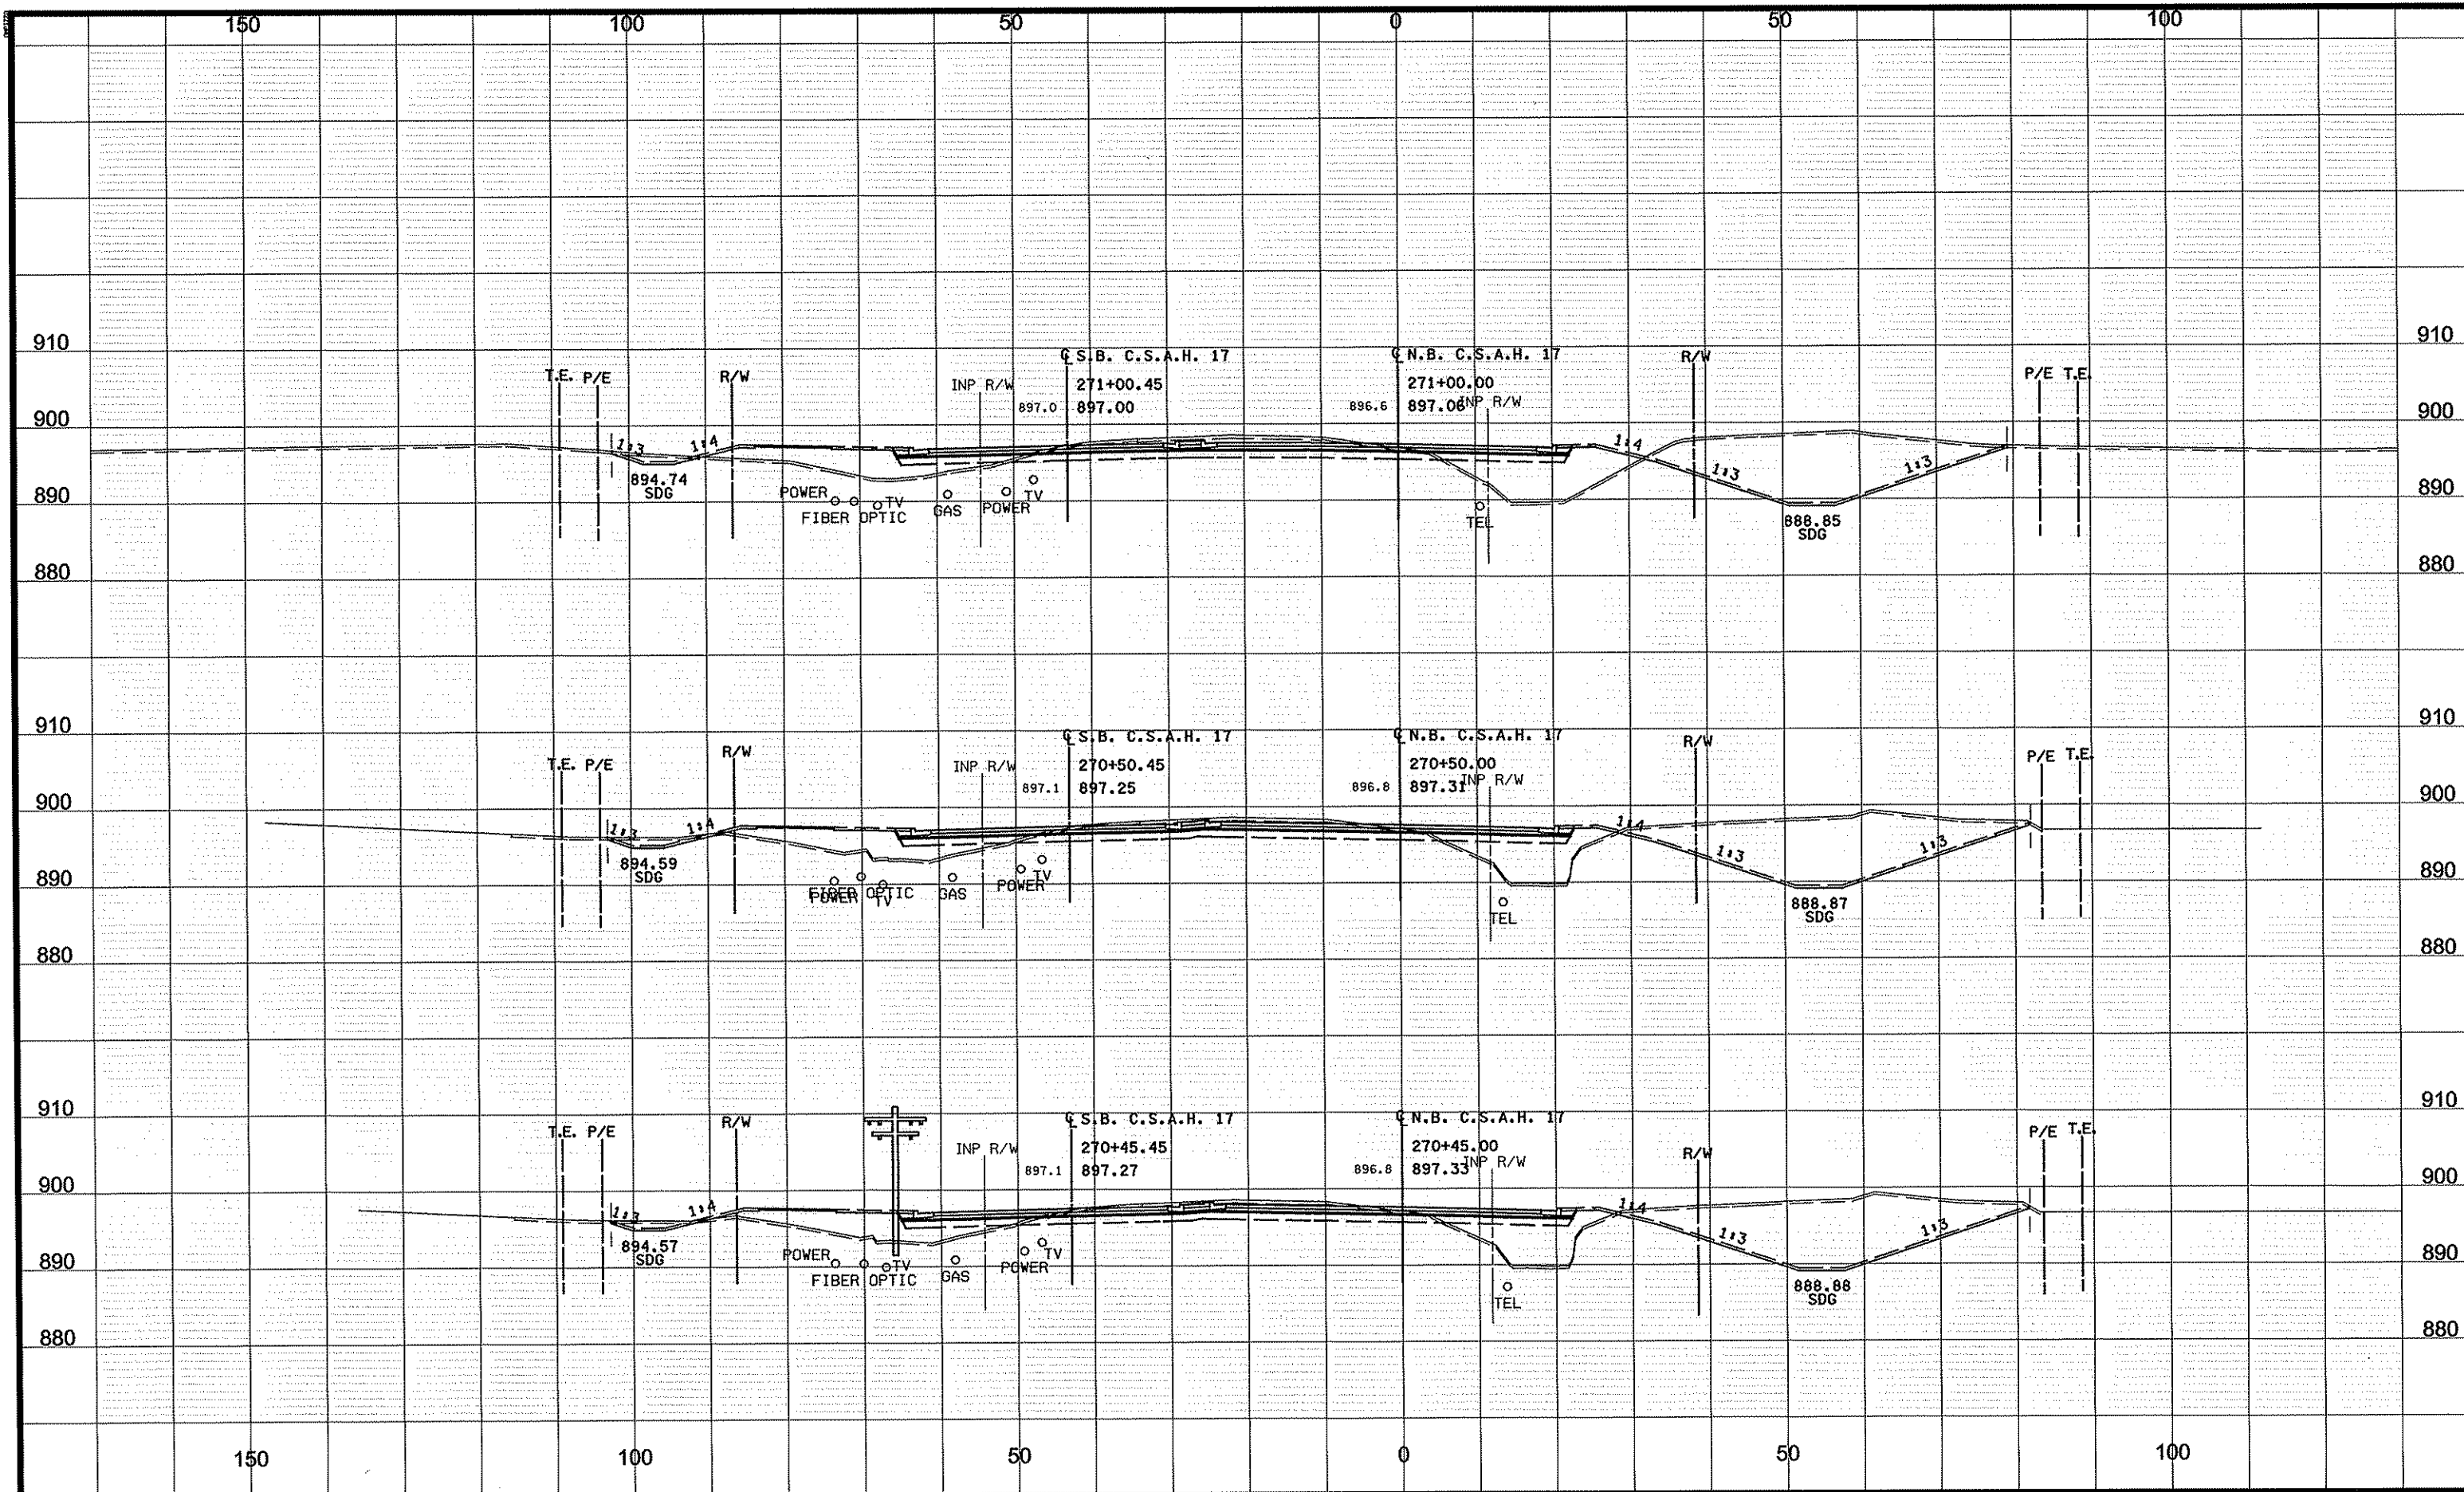 150 100 50 0 50 100
910 910
℄ S.B. C.S.A.H. 17 ℄ N.B. C.S.A.H. 17
T.E. P/E R/W INP R/W 271+00.45 271+00.00 R/W P/E T.E.
897.0 897.00 896.6 897.06 INP R/W
900 900
1:3 1:4 1:4 1:3 1:3
894.74
SDG
890 890
POWER TV GAS POWER TV
FIBER OPTIC TEL
888.85
SDG
880 880
910 910
℄ S.B. C.S.A.H. 17 ℄ N.B. C.S.A.H. 17
T.E. P/E R/W INP R/W 270+50.45 270+50.00 R/W P/E T.E.
897.1 897.25 896.8 897.31 INP R/W
900 900
1:3 1:4 1:4 1:3 1:3
894.59
SDG
890 890
FIBER OPTIC GAS POWER TV
POWER TV TEL
888.87
SDG
880 880
910 910
℄ S.B. C.S.A.H. 17 ℄ N.B. C.S.A.H. 17
T.E. P/E R/W INP R/W 270+45.45 270+45.00 R/W P/E T.E.
897.1 897.27 896.8 897.33 INP R/W
900 900
1:3 1:4 1:4 1:3 1:3
894.57
SDG
890 890
POWER TV GAS POWER TV
FIBER OPTIC TEL
888.88
SDG
880 880
150 100 50 0 50 100